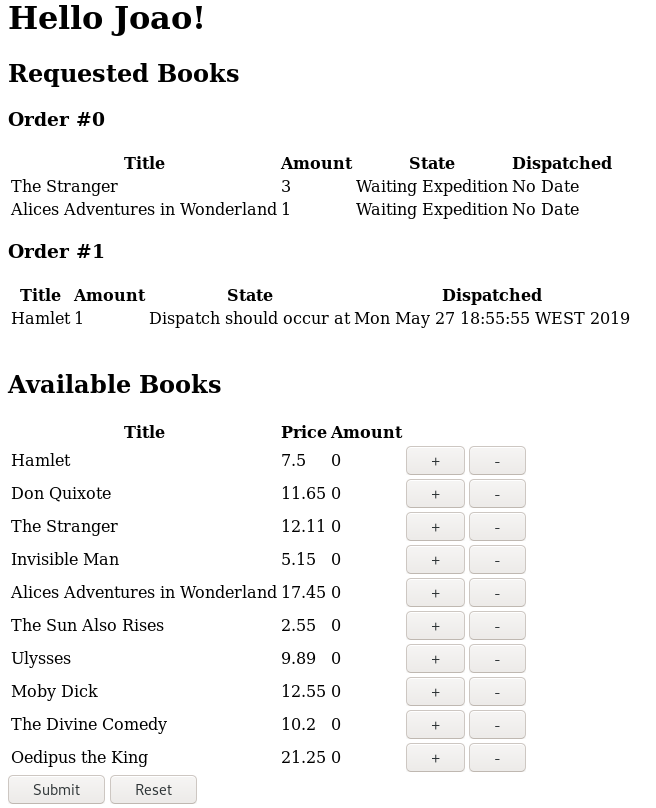 Hello Joao!
Requested Books
Order #0
Title Amount State Dispatched
The Stranger 3 Waiting Expedition No Date
Alices Adventures in Wonderland 1 Waiting Expedition No Date
Order #1
Title Amount State Dispatched
Hamlet 1 Dispatch should occur at Mon May 27 18:55:55 WEST 2019
Available Books
Title Price Amount
Hamlet 7.5 0 + -
Don Quixote 11.65 0 + -
The Stranger 12.11 0 + -
Invisible Man 5.15 0 + -
Alices Adventures in Wonderland 17.45 0 + -
The Sun Also Rises 2.55 0 + -
Ulysses 9.89 0 + -
Moby Dick 12.55 0 + -
The Divine Comedy 10.2 0 + -
Oedipus the King 21.25 0 + -
Submit Reset